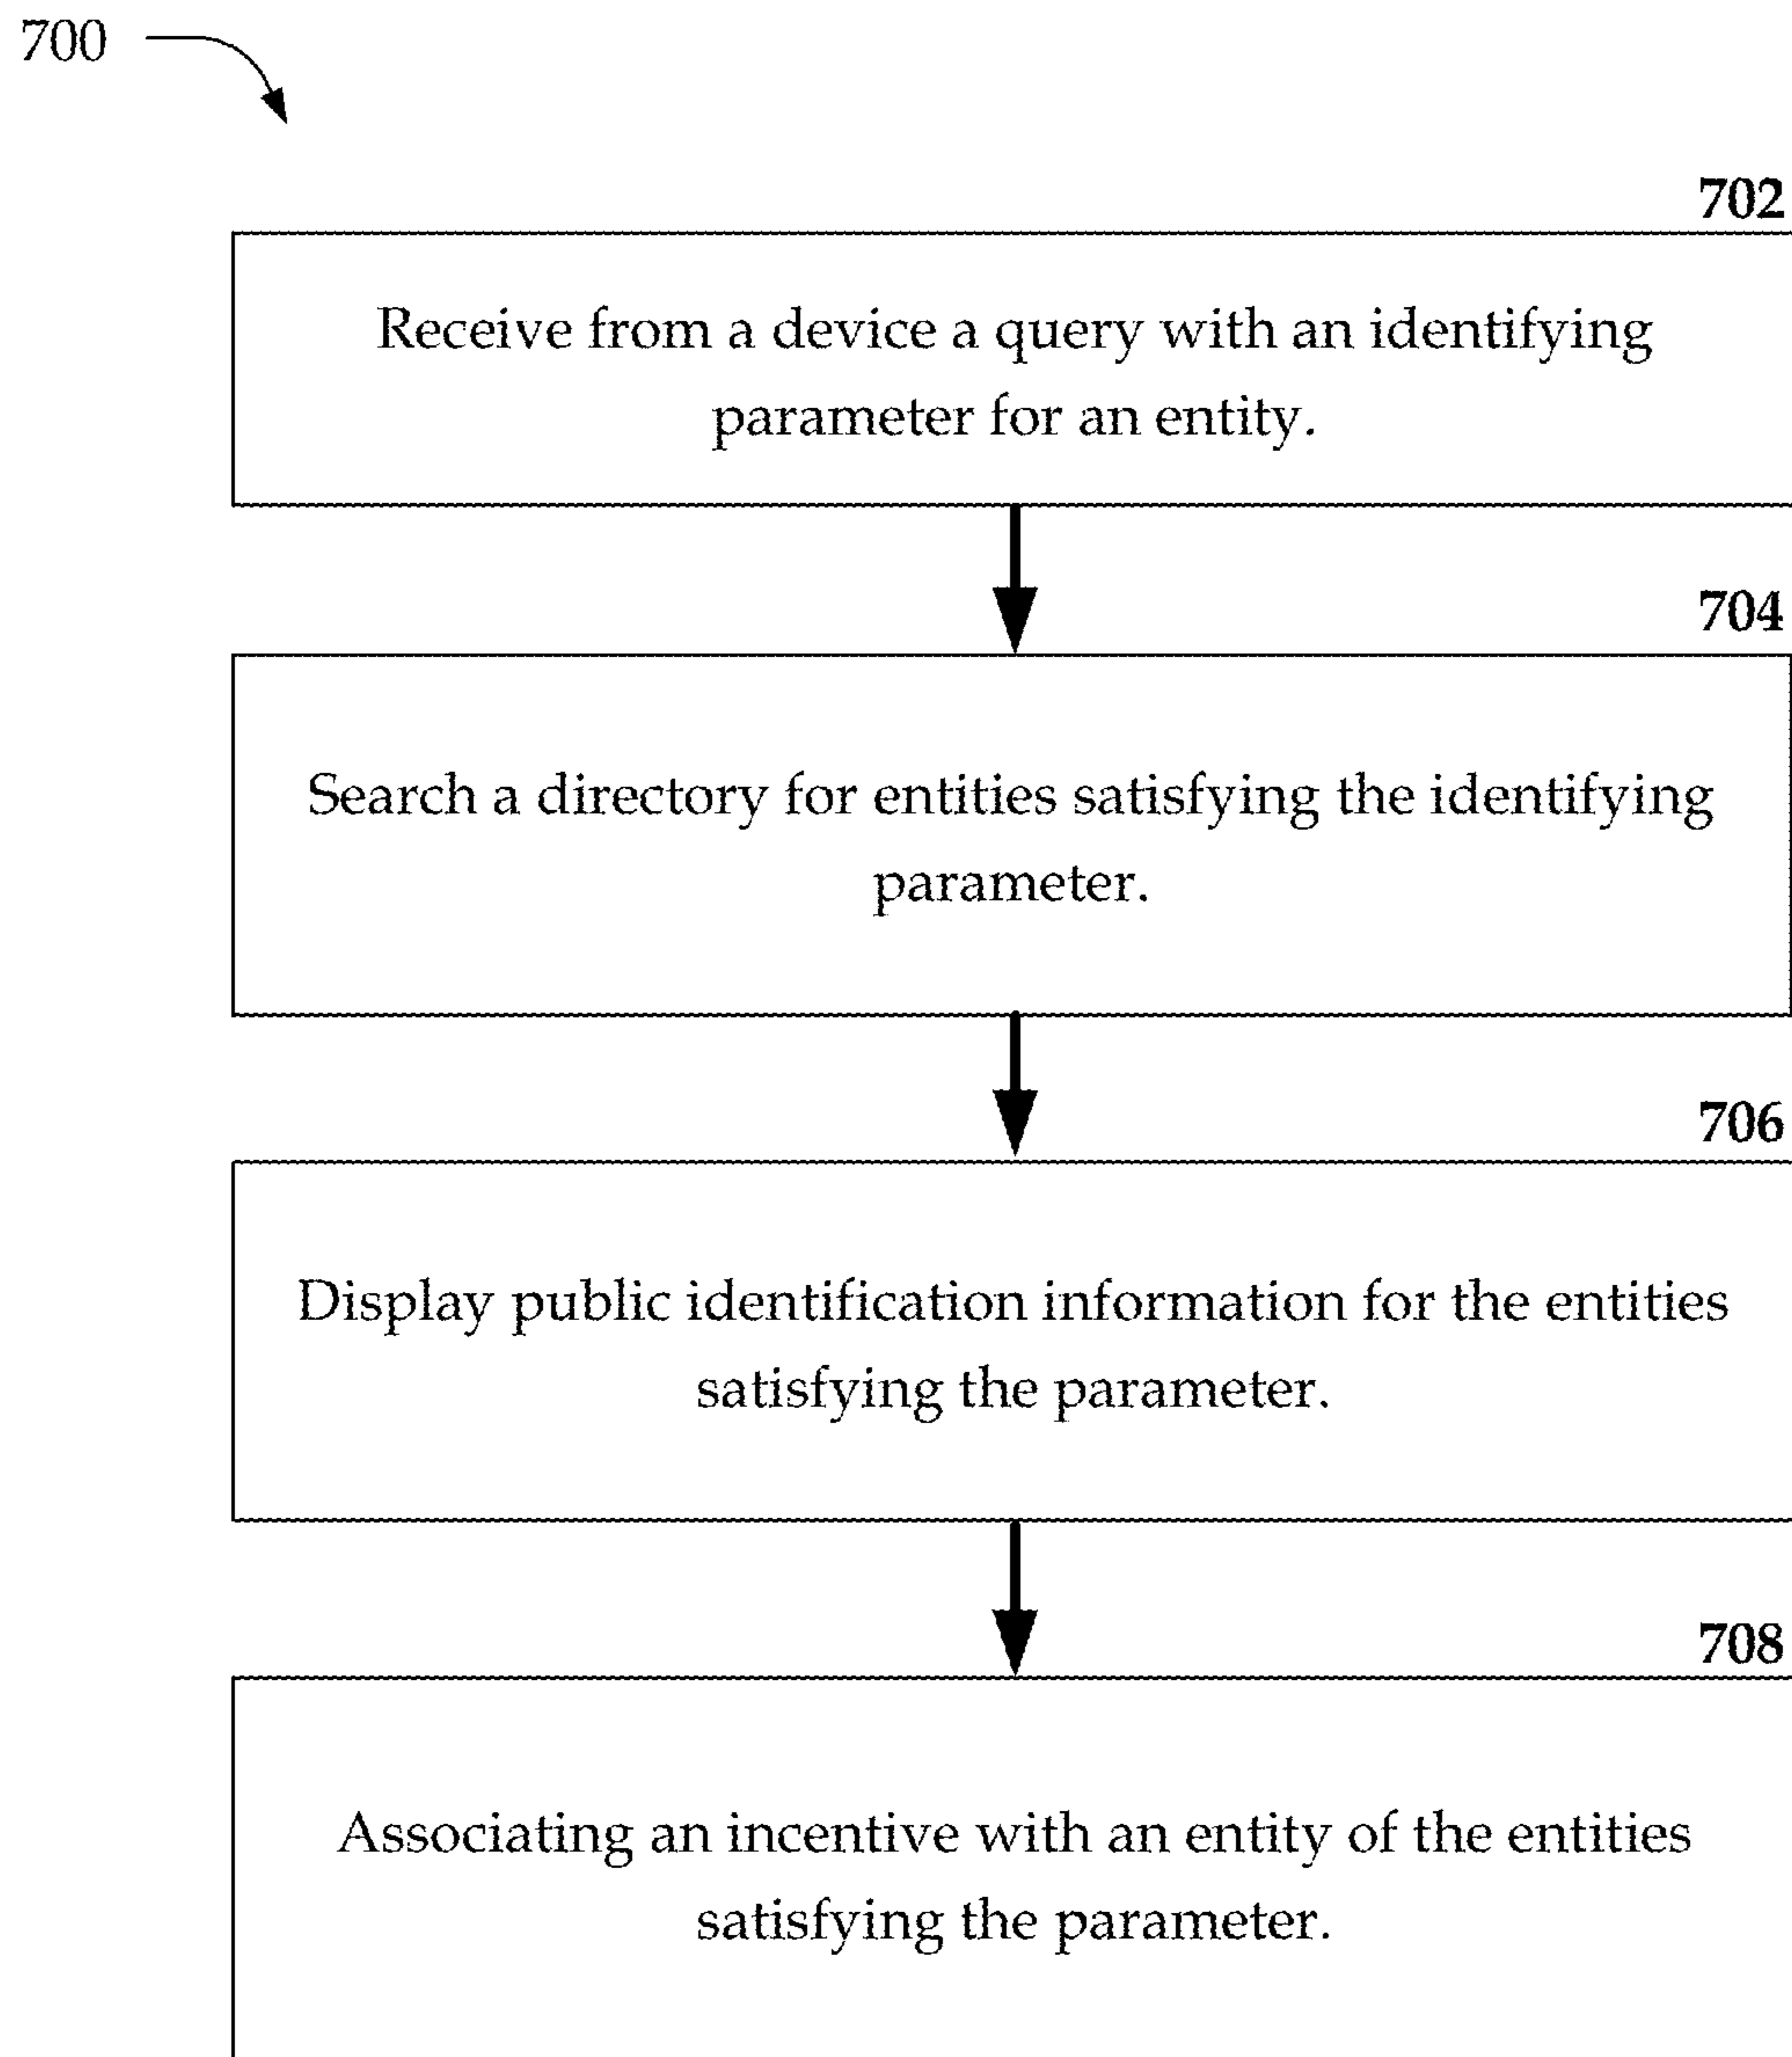 700
702
Receive from a device a query with an identifying
parameter for an entity.
704
Search a directory for entities satisfying the identifying
parameter.
706
Display public identification information for the entities
satisfying the parameter.
708
Associating an incentive with an entity of the entities
satisfying the parameter.